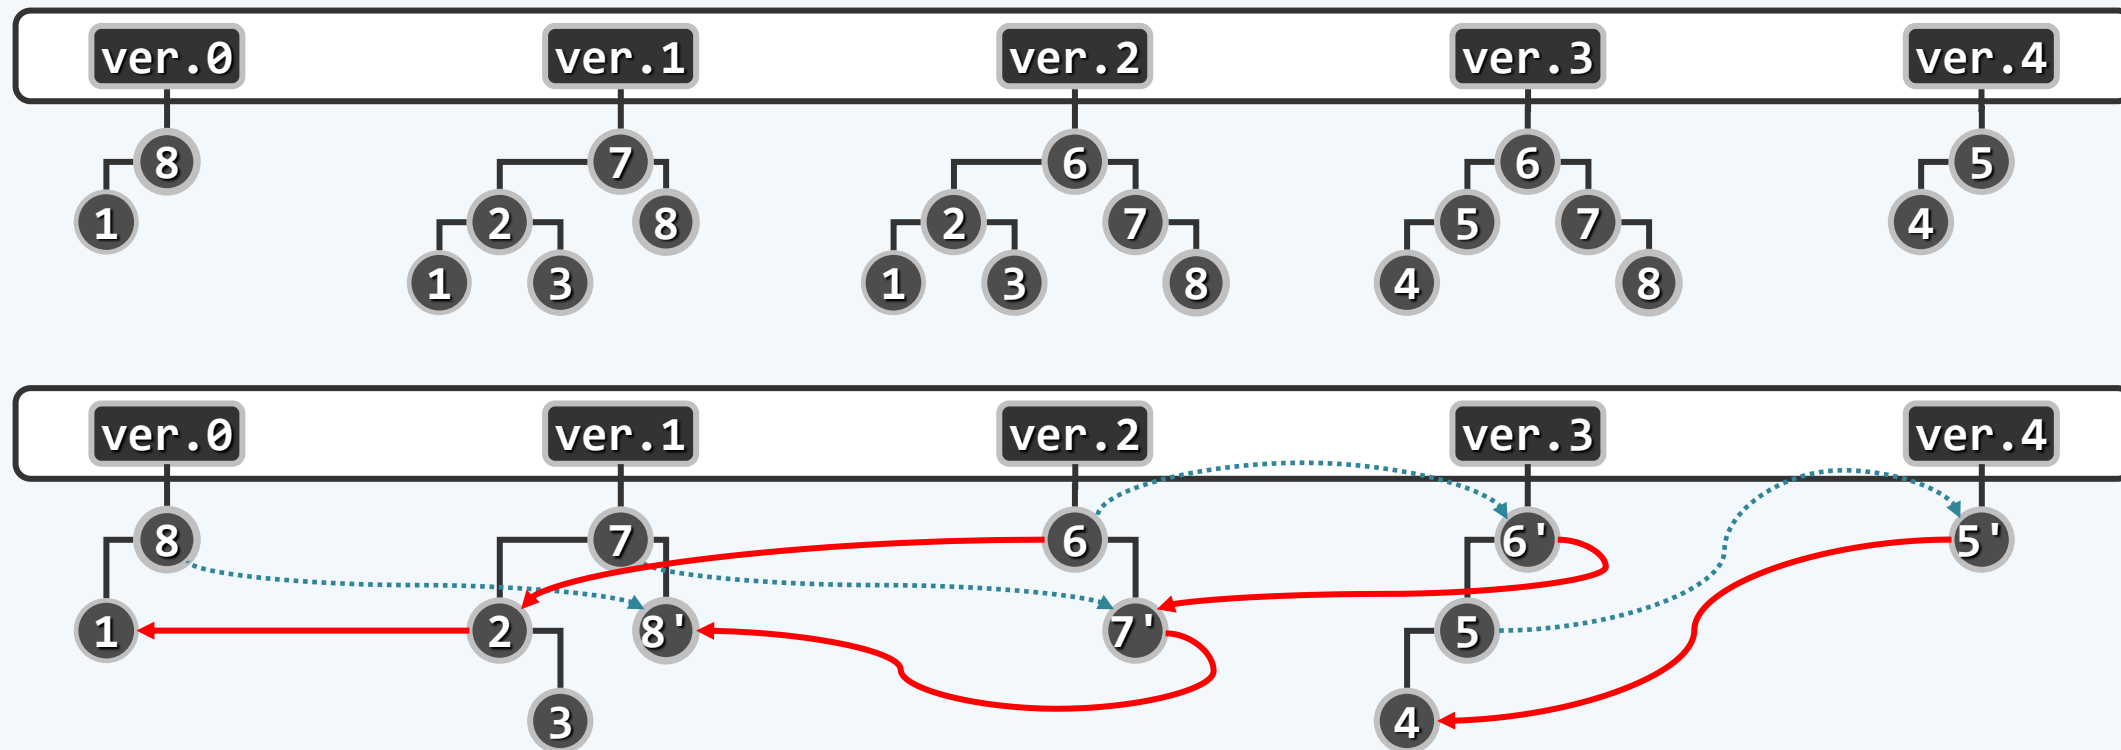 ver.0 ver.1 ver.2 ver.3 ver.4
8 7 6 6 5
1 2 8 2 7 5 7 4
1 3 1 3 8 4 8
ver.0 ver.1 ver.2 ver.3 ver.4
8 7 6 6' 5'
1 2 8' 7' 5
3 4